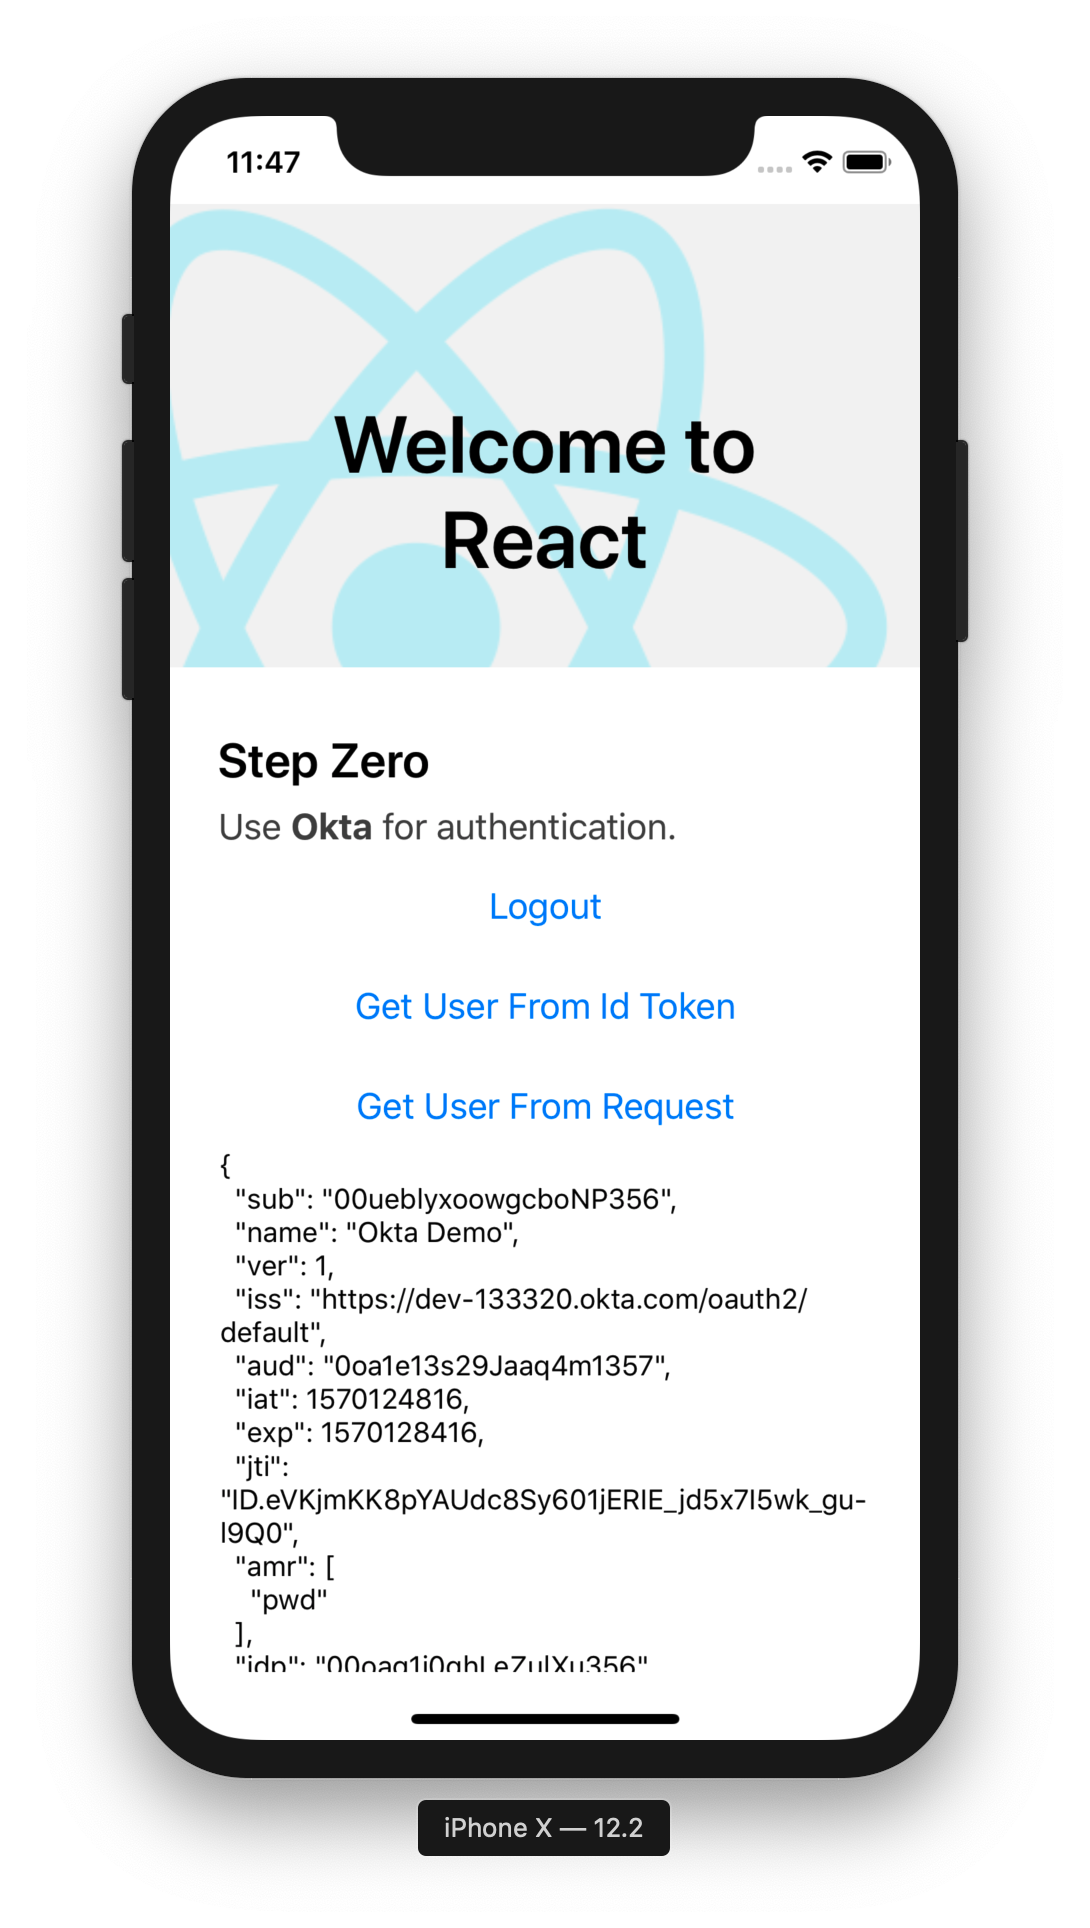 11:47
Welcome to
React
Step Zero
Use Okta for authentication.
Logout
Get User From Id Token
Get User From Request
{
"sub": "00ueblyxoowgcboNP356",
"name": "Okta Demo",
"ver": 1,
"iss": "https://dev-133320.okta.com/oauth2/
default",
"aud": "0oa1e13s29Jaaq4m1357",
"iat": 1570124816,
"exp": 1570128416,
"jti":
"ID.eVKjmKK8pYAUdc8Sy601jERIE_jd5x7I5wk_gu-
I9Q0",
"amr": [
"pwd"
],
"idp":
iPhone X — 12.2